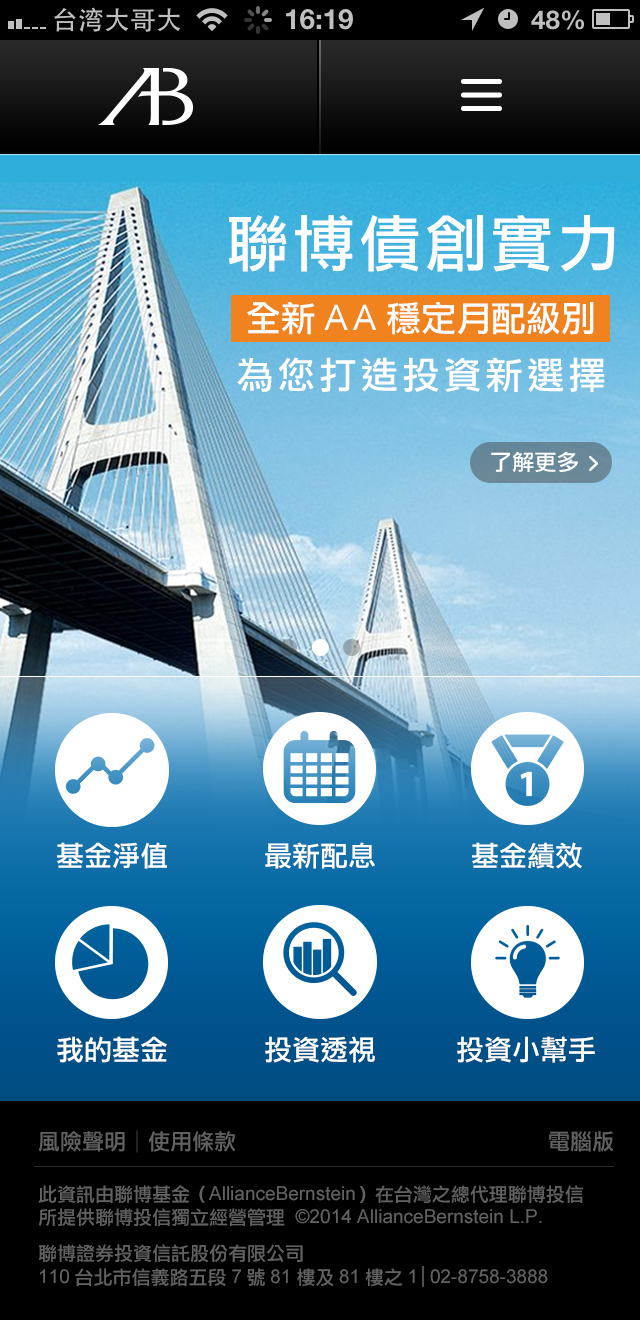 台湾大哥大 16:19 48%
AB
聯博債創實力
全新 AA 穩定月配級別
為您打造投資新選擇
了解更多
1
基金淨值 最新配息 基金績效
我的基金 投資透視 投資小幫手
風險聲明 使用條款 電腦版
此資訊由聯博基金（AllianceBernstein）在台灣之總代理聯博投信
所提供聯博投信獨立經營管理 ©2014 AllianceBernstein L.P.
聯博證券投資信託股份有限公司
110 台北市信義路五段 7 號 81 樓及 81 樓之 1│02-8758-3888